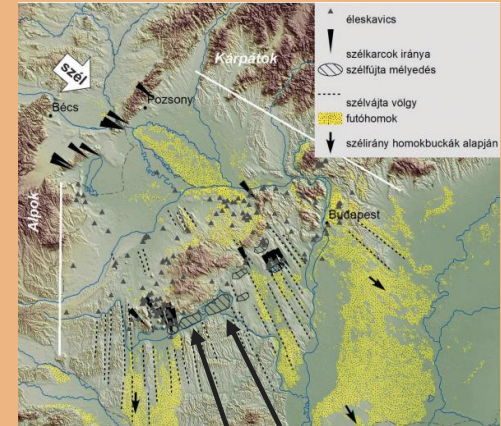 éleskavics
szélkarcok iránya
szélfújta mélyedés
szélvájta völgy
futóhomok
szélirány homokbuckák alapján
Kárpátok
szél
Bécs
Pozsony
Alpok
Budapest